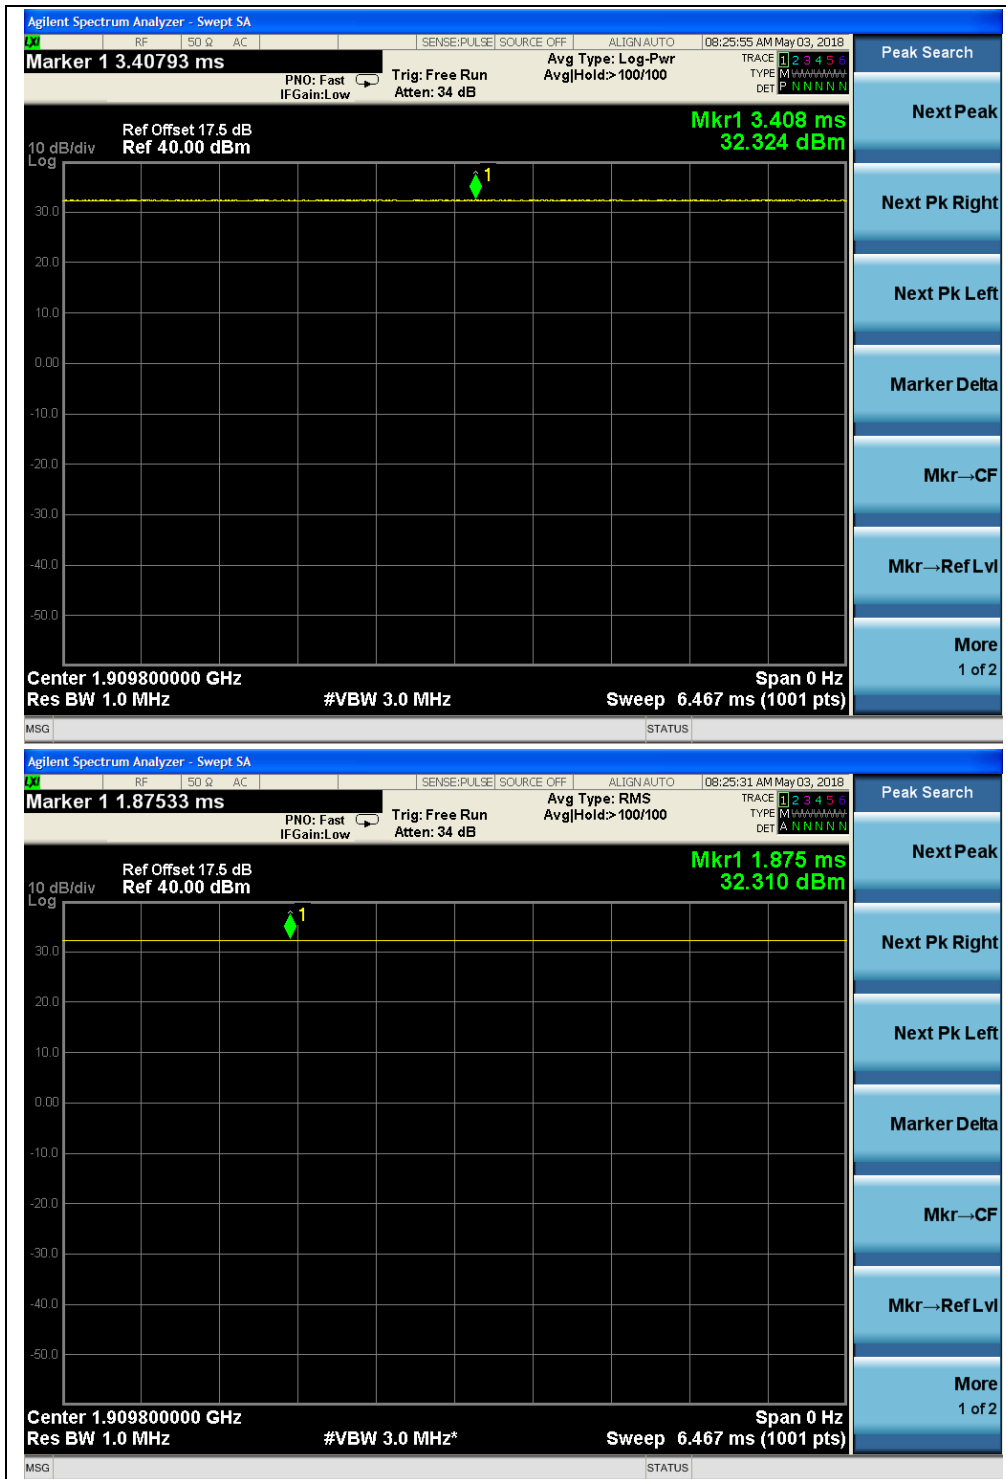 Agilent Spectrum Analyzer - Swept SA
LXI RF 50 Ω AC SENSE:PULSE SOURCE OFF ALIGN AUTO 08:25:55 AM May 03, 2018
Marker 1 3.40793 ms
PNO: Fast
IFGain:Low
Trig: Free Run
Atten: 34 dB
Avg Type: Log-Pwr
Avg|Hold:>100/100
TRACE 1 2 3 4 5 6
TYPE M
DET P N N N N N
Peak Search
Mkr1 3.408 ms
32.324 dBm
Ref Offset 17.5 dB
10 dB/div Ref 40.00 dBm
Log
1
30.0
20.0
10.0
0.00
-10.0
-20.0
-30.0
-40.0
-50.0
Center 1.909800000 GHz Span 0 Hz
Res BW 1.0 MHz #VBW 3.0 MHz Sweep 6.467 ms (1001 pts)
MSG STATUS
Next Peak
Next Pk Right
Next Pk Left
Marker Delta
Mkr→CF
Mkr→Ref Lvl
More
1 of 2
Agilent Spectrum Analyzer - Swept SA
LXI RF 50 Ω AC SENSE:PULSE SOURCE OFF ALIGN AUTO 08:25:31 AM May 03, 2018
Marker 1 1.87533 ms
PNO: Fast
IFGain:Low
Trig: Free Run
Atten: 34 dB
Avg Type: RMS
Avg|Hold:>100/100
TRACE 1 2 3 4 5 6
TYPE M
DET A N N N N N
Peak Search
Mkr1 1.875 ms
32.310 dBm
Ref Offset 17.5 dB
10 dB/div Ref 40.00 dBm
Log
1
30.0
20.0
10.0
0.00
-10.0
-20.0
-30.0
-40.0
-50.0
Center 1.909800000 GHz Span 0 Hz
Res BW 1.0 MHz #VBW 3.0 MHz* Sweep 6.467 ms (1001 pts)
MSG STATUS
Next Peak
Next Pk Right
Next Pk Left
Marker Delta
Mkr→CF
Mkr→Ref Lvl
More
1 of 2